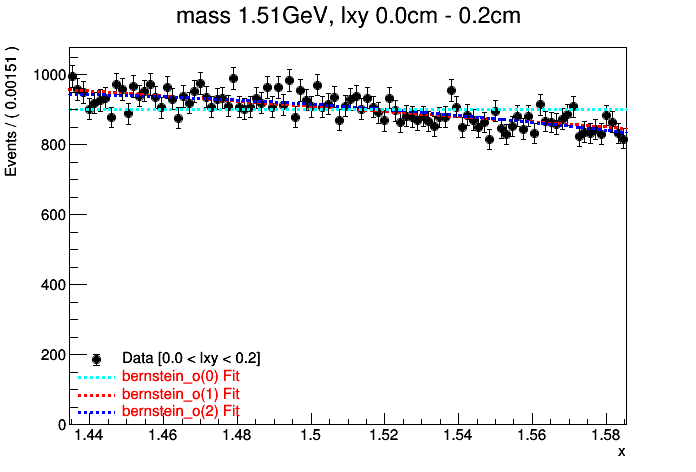 mass 1.51GeV, lxy 0.0cm - 0.2cm
Events / ( 0.00151 )
1000
800
600
400
200
0
Data [0.0 < lxy < 0.2]
bernstein_o(0) Fit
bernstein_o(1) Fit
bernstein_o(2) Fit
1.44 1.46 1.48 1.5 1.52 1.54 1.56 1.58
x